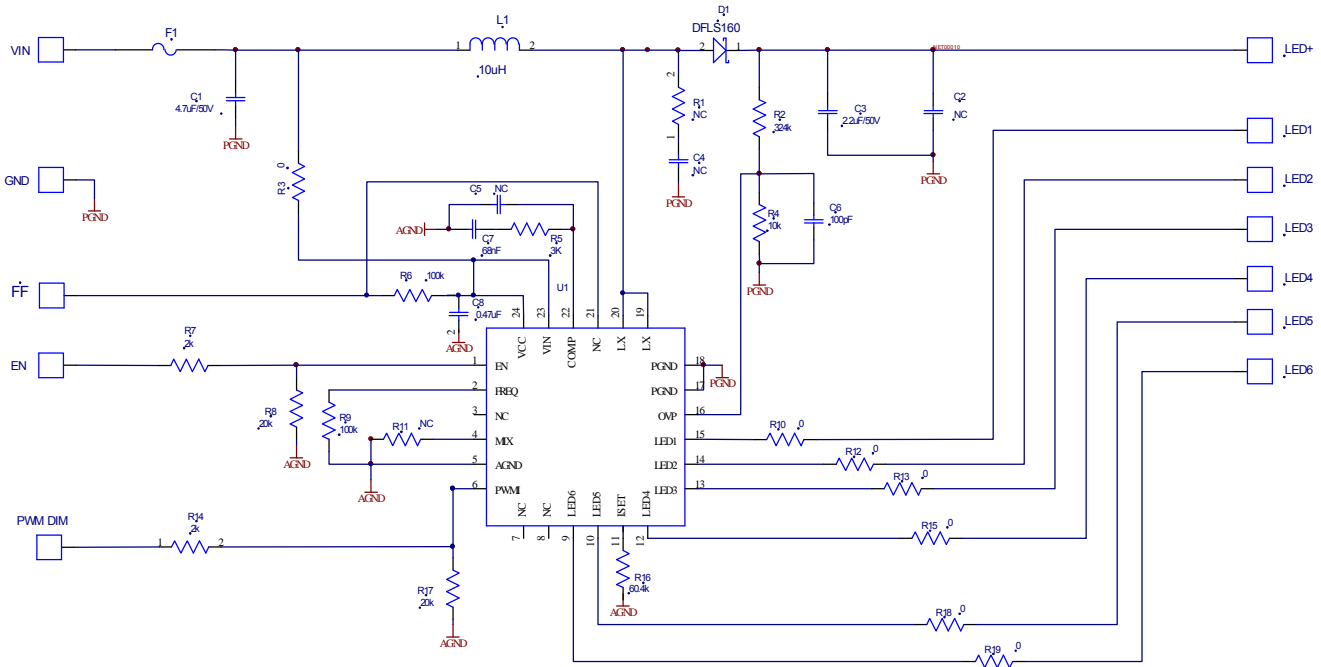 VIN
F1
L1
1
2
10uH
D1
DFLS160
2
1
NET00010
LED+
C1
4.7uF/50V
PGND
2
R1
NC
1
C4
NC
PGND
R2
324k
C3
2.2uF/50V
C2
NC
PGND
LED1
GND
PGND
R3
0
LED2
R4
10k
C6
100pF
PGND
LED3
C5
NC
AGND
C7
68nF
R5
3K
LED4
FF
R6
100k
C8
0.47uF
2
AGND
U1
LED5
EN
R7
2k
LED6
24
23
22
21
20
19
VCC
VIN
COMP
NC
LX
LX
1
EN
2
FREQ
3
NC
4
MIX
5
AGND
6
PWMI
PGND
18
PGND
PGND
17
OVP
16
LED1
15
LED2
14
LED3
13
NC
NC
LED6
LED5
ISET
LED4
7
8
9
10
11
12
R8
20k
AGND
R9
100k
R11
NC
AGND
R10
0
R12
0
R13
0
R15
0
PWM DIM
1
R14
2k
2
R17
20k
AGND
R16
60.4k
AGND
R18
0
R19
0